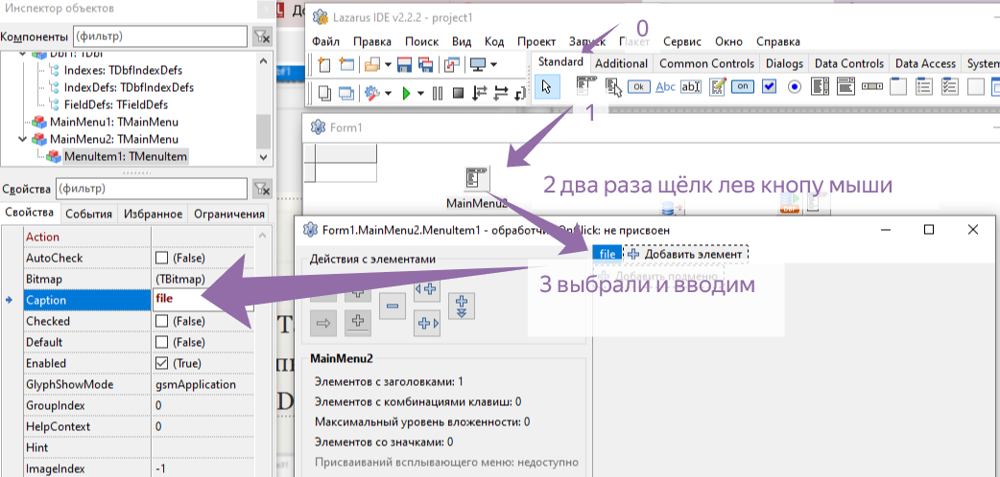 Инспектор объектов
Компоненты (фильтр)
Dbf1: TDbf
Indexes: TDbfIndexDefs
IndexDefs: TDbfIndexDefs
FieldDefs: TFieldDefs
MainMenu1: TMainMenu
MainMenu2: TMainMenu
MenuItem1: TMenuItem
Свойства (фильтр)
Свойства События Избранное Ограничения
Action
AutoCheck (False)
Bitmap (TBitmap)
Caption file
Checked (False)
Default (False)
Enabled (True)
GlyphShowMode gsmApplication
GroupIndex 0
HelpContext 0
Hint
ImageIndex -1
Lazarus IDE v2.2.2 - project1
Файл Правка Поиск Вид Код Проект Запуск Пакет Сервис Окно Справка
0
Standard Additional Common Controls Dialogs Data Controls Data Access System
Ok Abc abI on
1
Form1
MainMenu2
2 два раза щёлк лев кнопу мыши
Form1.MainMenu2.MenuItem1 - обработчик OnClick: не присвоен
Действия с элементами
file Добавить элемент
Добавить подменю
3 выбрали и вводим
MainMenu2
Элементов с заголовками: 1
Элементов с комбинациями клавиш: 0
Максимальный уровень вложенности: 0
Элементов со значками: 0
Присваиваний всплывающего меню: недоступно